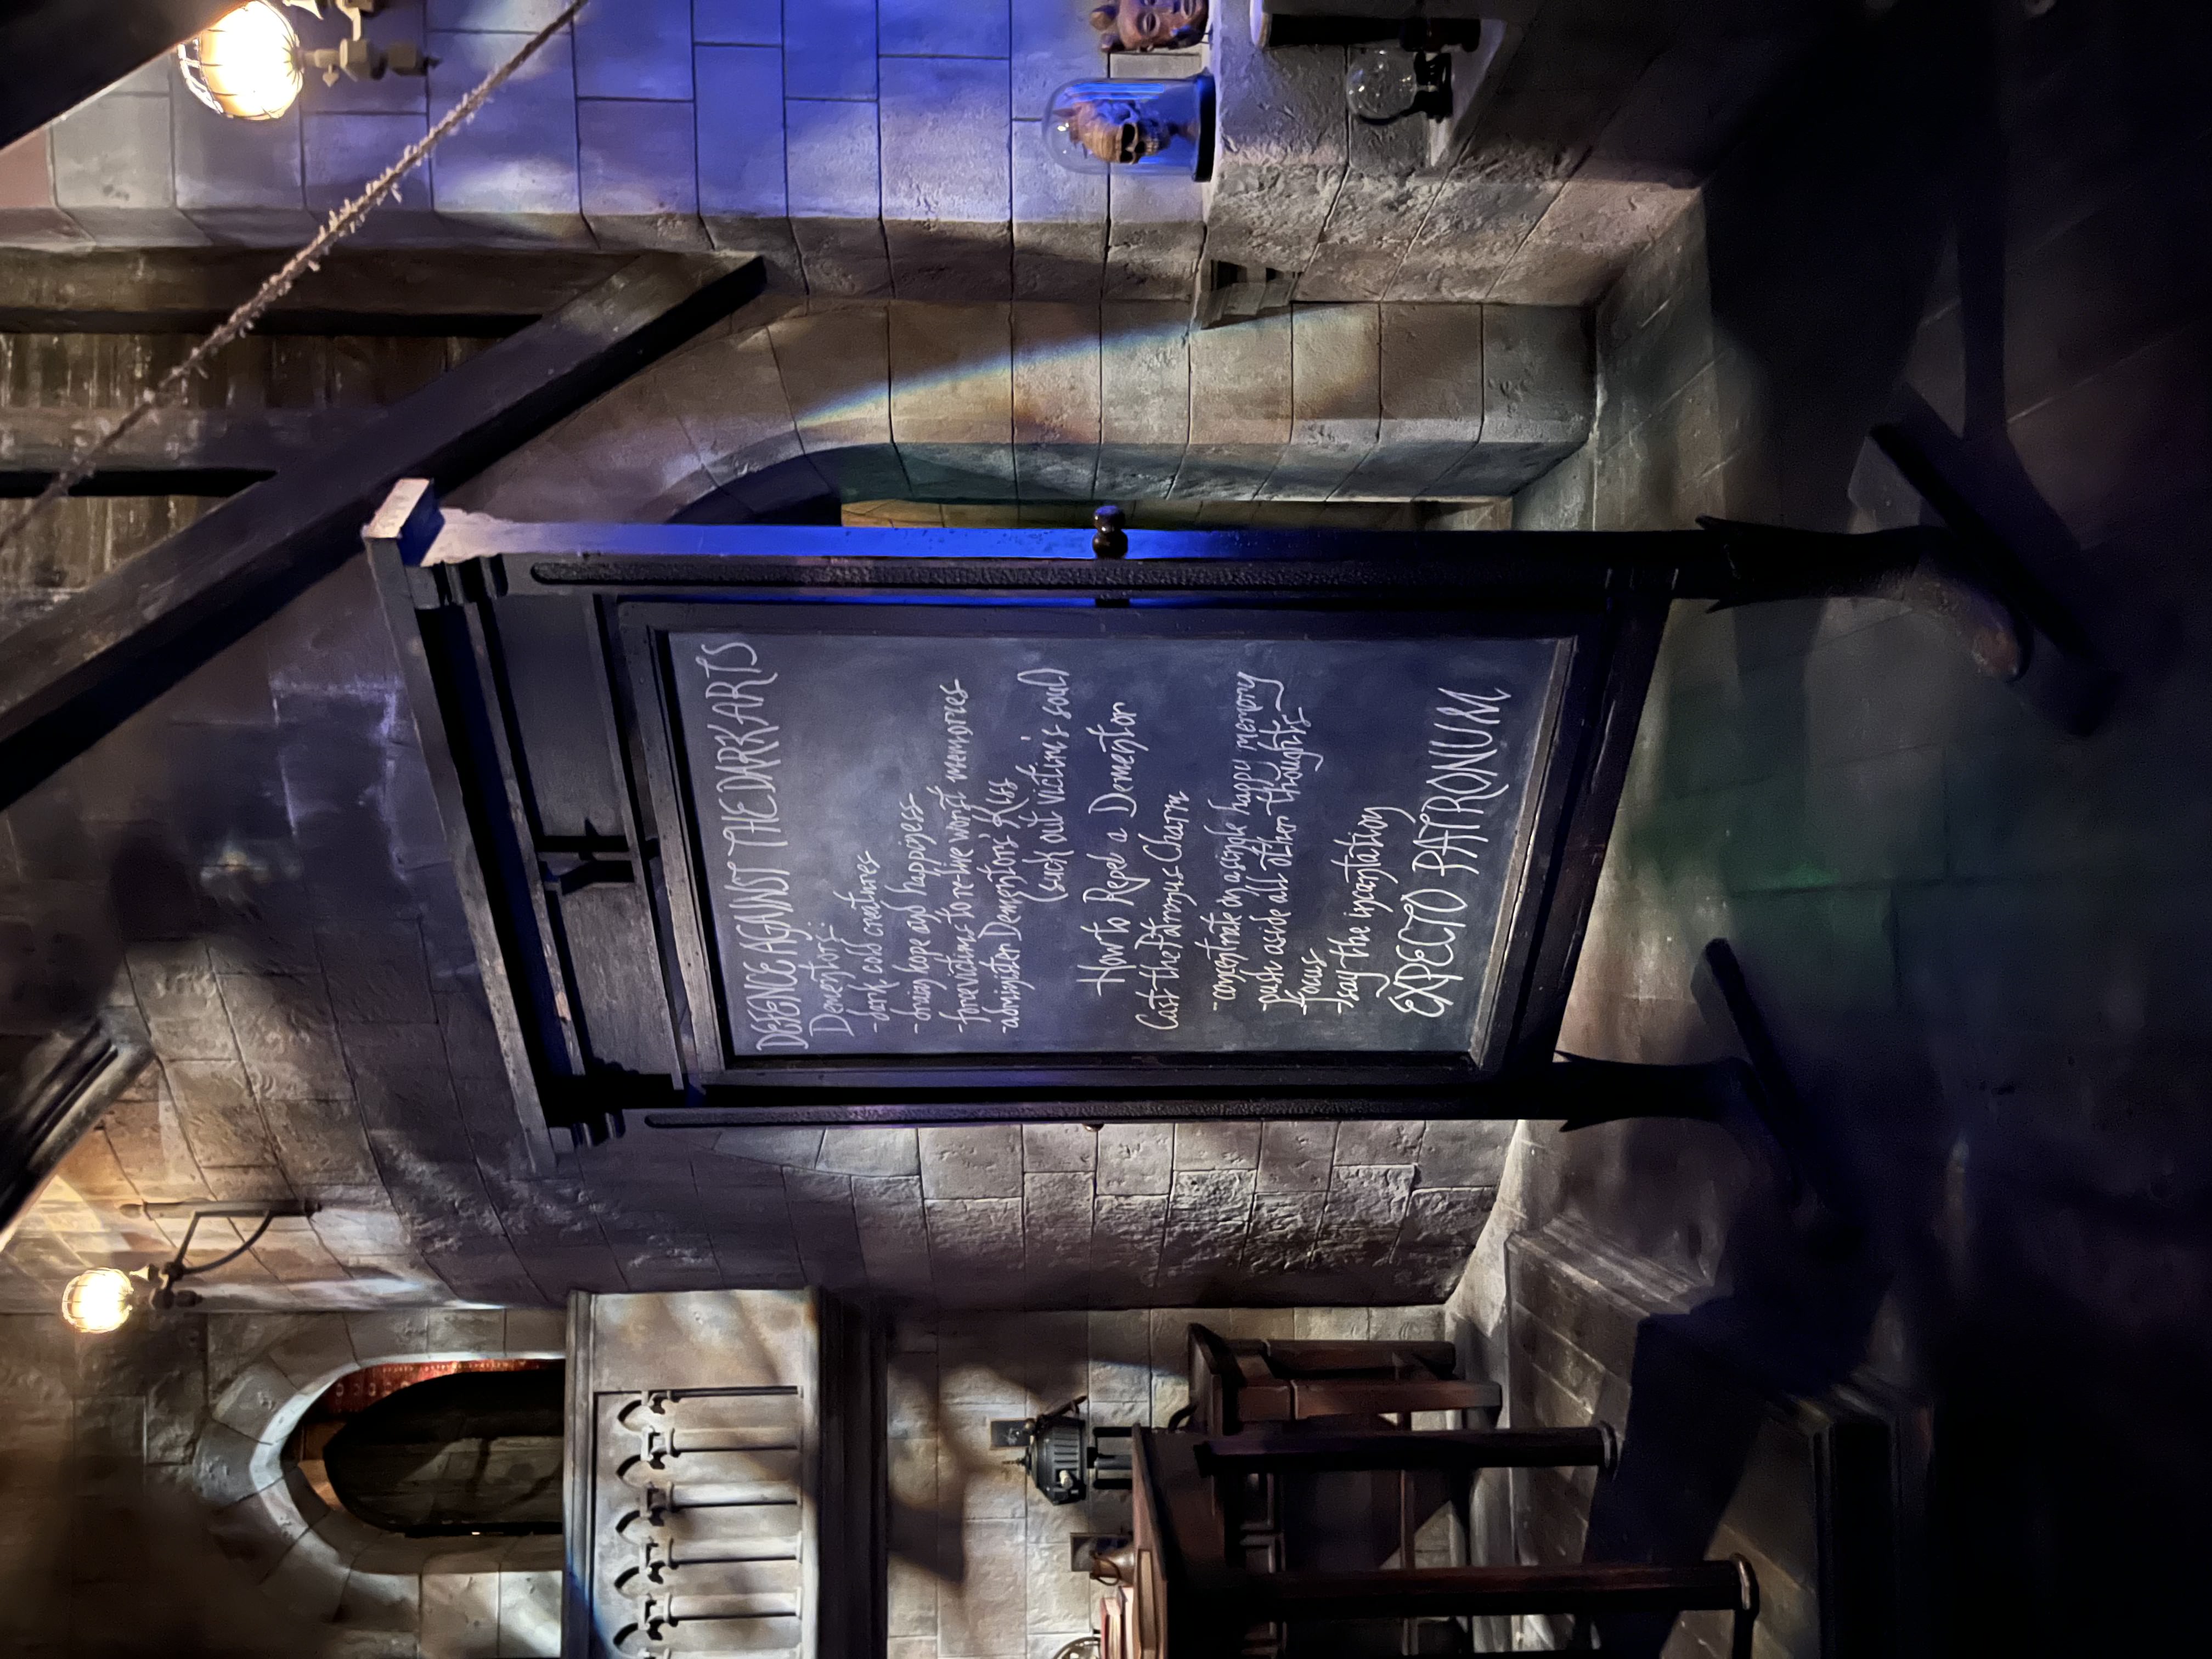 DEFENCE AGAINST THE DARK ARTS
Dementors:
-dark, cold creatures
-drain hope and happiness
-force victims to re-live worst memories
-administer Dementors' Kiss
(suck out victim's soul)
How to Repel a Dementor
Cast the Patronus Charm
-concentrate on a single happy memory
-push aside all other thoughts
-focus
-say the incantation
EXPECTO PATRONUM